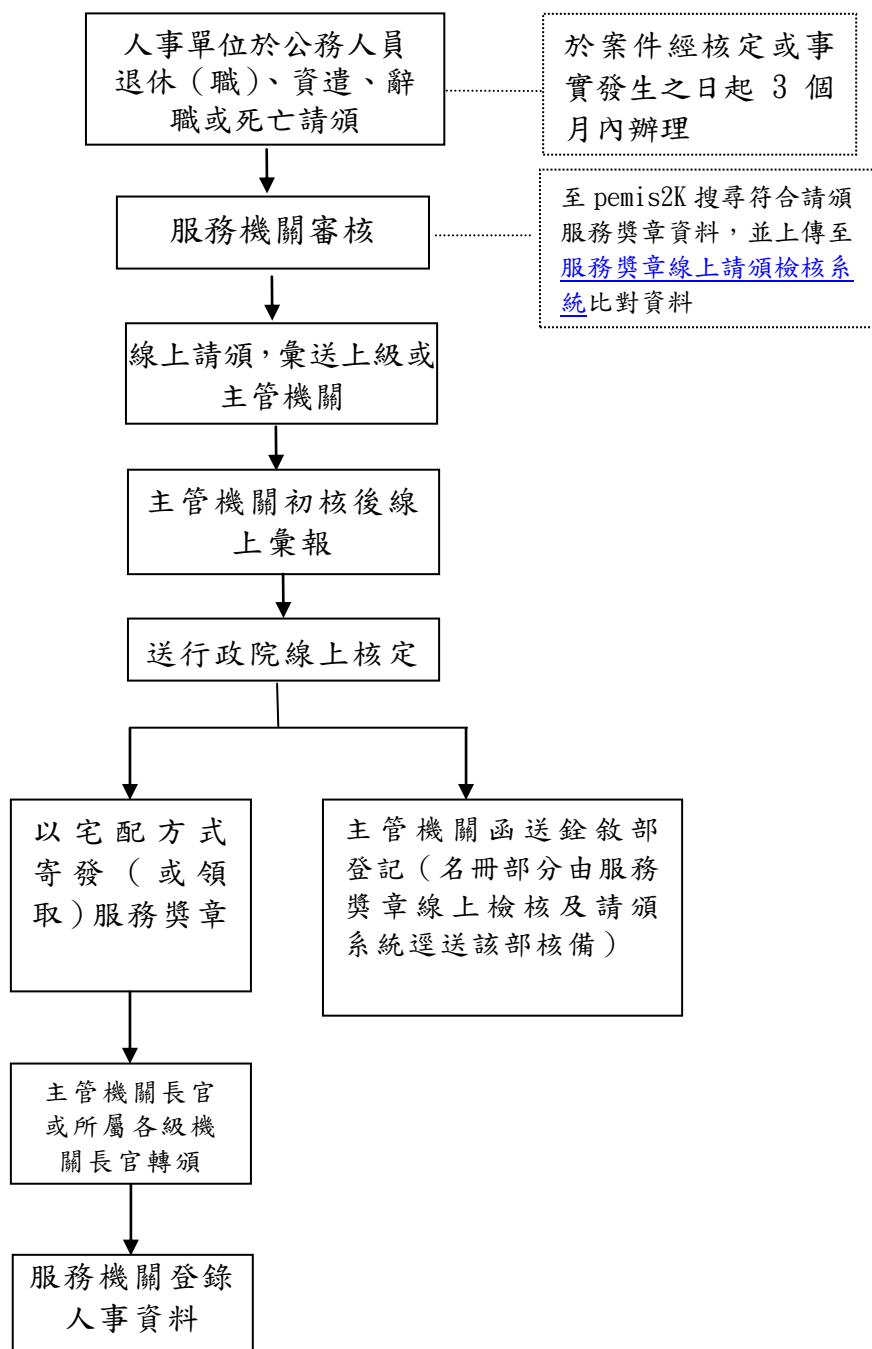 人事單位於公務人員
退休（職）、資遣、辭
職或死亡請頒
於案件經核定或事
實發生之日起 3 個
月內辦理
服務機關審核
至 pemis2K 搜尋符合請頒
服務獎章資料，並上傳至
服務獎章線上請頒檢核系
統比對資料
線上請頒，彙送上級或
主管機關
主管機關初核後線
上彙報
送行政院線上核定
以宅配方式
寄發（或領
取）服務獎章
主管機關函送銓敘部
登記（名冊部分由服務
獎章線上檢核及請頒
系統逕送該部核備）
主管機關長官
或所屬各級機
關長官轉頒
服務機關登錄
人事資料